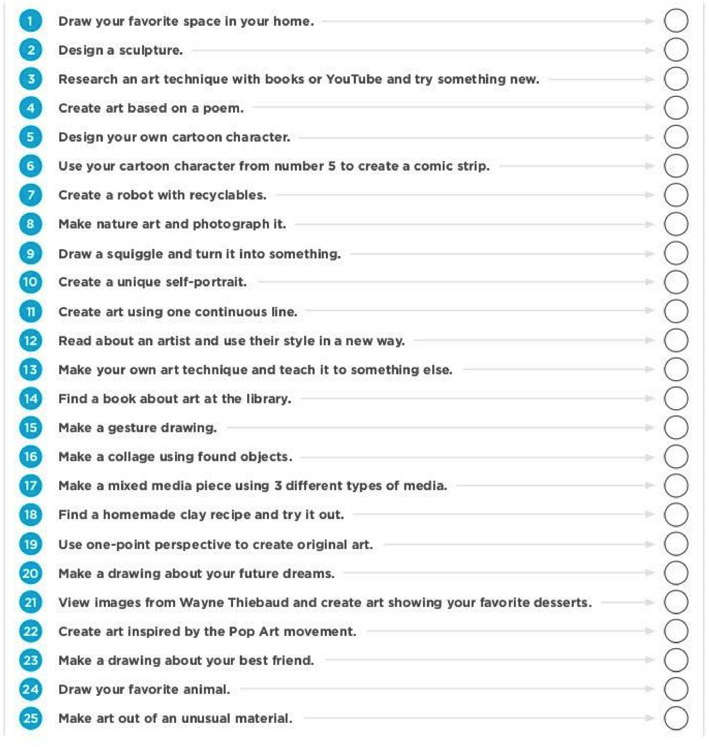 1 Draw your favorite space in your home.
2 Design a sculpture.
3 Research an art technique with books or YouTube and try something new.
4 Create art based on a poem.
5 Design your own cartoon character.
6 Use your cartoon character from number 5 to create a comic strip.
7 Create a robot with recyclables.
8 Make nature art and photograph it.
9 Draw a squiggle and turn it into something.
10 Create a unique self-portrait.
11 Create art using one continuous line.
12 Read about an artist and use their style in a new way.
13 Make your own art technique and teach it to something else.
14 Find a book about art at the library.
15 Make a gesture drawing.
16 Make a collage using found objects.
17 Make a mixed media piece using 3 different types of media.
18 Find a homemade clay recipe and try it out.
19 Use one-point perspective to create original art.
20 Make a drawing about your future dreams.
21 View images from Wayne Thiebaud and create art showing your favorite desserts.
22 Create art inspired by the Pop Art movement.
23 Make a drawing about your best friend.
24 Draw your favorite animal.
25 Make art out of an unusual material.